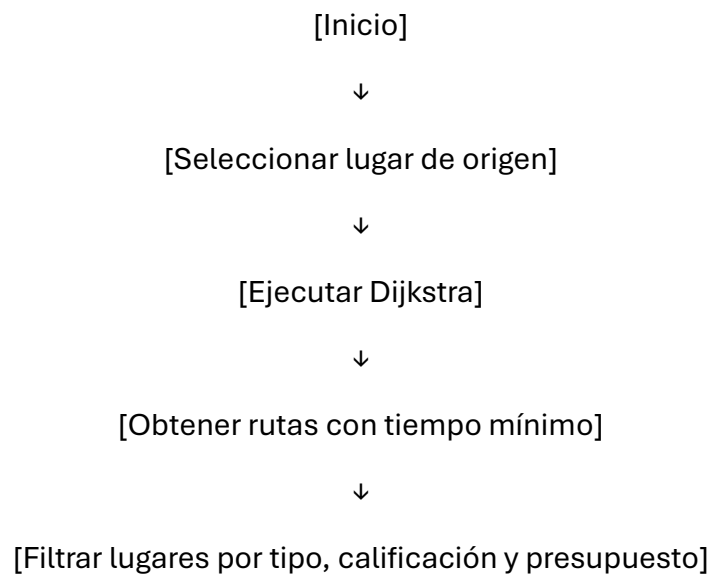 [Inicio]
↓
[Seleccionar lugar de origen]
↓
[Ejecutar Dijkstra]
↓
[Obtener rutas con tiempo mínimo]
↓
[Filtrar lugares por tipo, calificación y presupuesto]